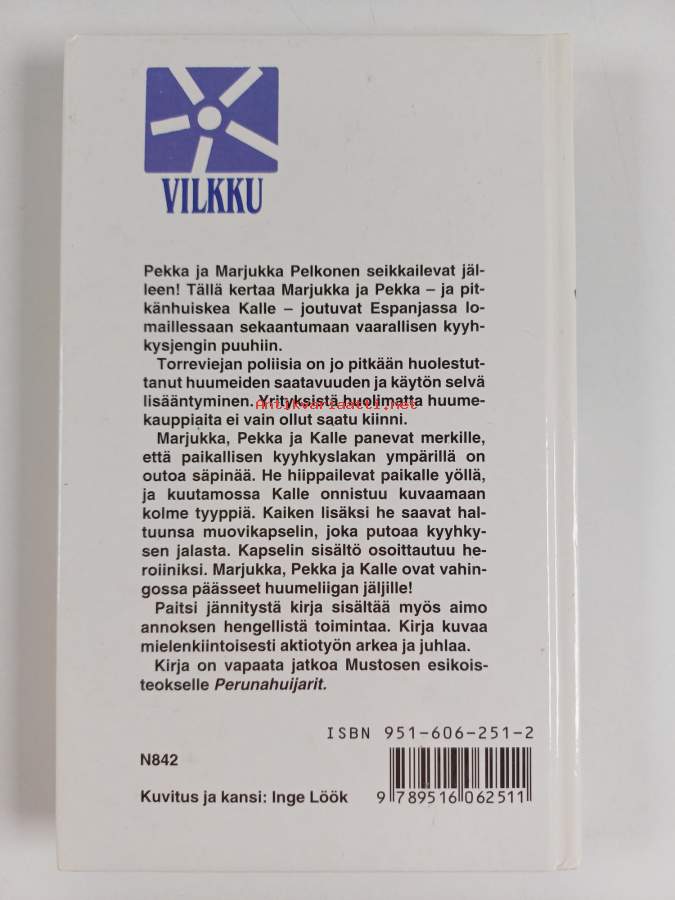 VILKKU
Pekka ja Marjukka Pelkonen seikkailevat jäl-
leen! Tällä kertaa Marjukka ja Pekka – ja pit-
känhuiskea Kalle – joutuvat Espanjassa lo-
maillessaan sekaantumaan vaarallisen kyyh-
kysjengin puuhiin.
Torreviejan poliisia on jo pitkään huolestut-
tanut huumeiden saatavuuden ja käytön selvä
lisääntyminen. Yrityksistä huolimatta huume-
Antikvariaatti.net
kauppiaita ei vain ollut saatu kiinni.
Marjukka, Pekka ja Kalle panevat merkille,
että paikallisen kyyhkyslakan ympärillä on
outoa säpinää. He hiippailevat paikalle yöllä,
ja kuutamossa Kalle onnistuu kuvaamaan
kolme tyyppiä. Kaiken lisäksi he saavat hal-
tuunsa muovikapselin, joka putoaa kyyhky-
sen jalasta. Kapselin sisältö osoittautuu he-
roiiniksi. Marjukka, Pekka ja Kalle ovat vahin-
gossa päässeet huumeliigan jäljille!
Paitsi jännitystä kirja sisältää myös aimo
annoksen hengellistä toimintaa. Kirja kuvaa
mielenkiintoisesti aktiotyön arkea ja juhlaa.
Kirja on vapaata jatkoa Mustosen esikois-
teokselle Perunahuijarit.
ISBN 951-606-251-2
N842
Kuvitus ja kansi: Inge Löök
9 789516 062511